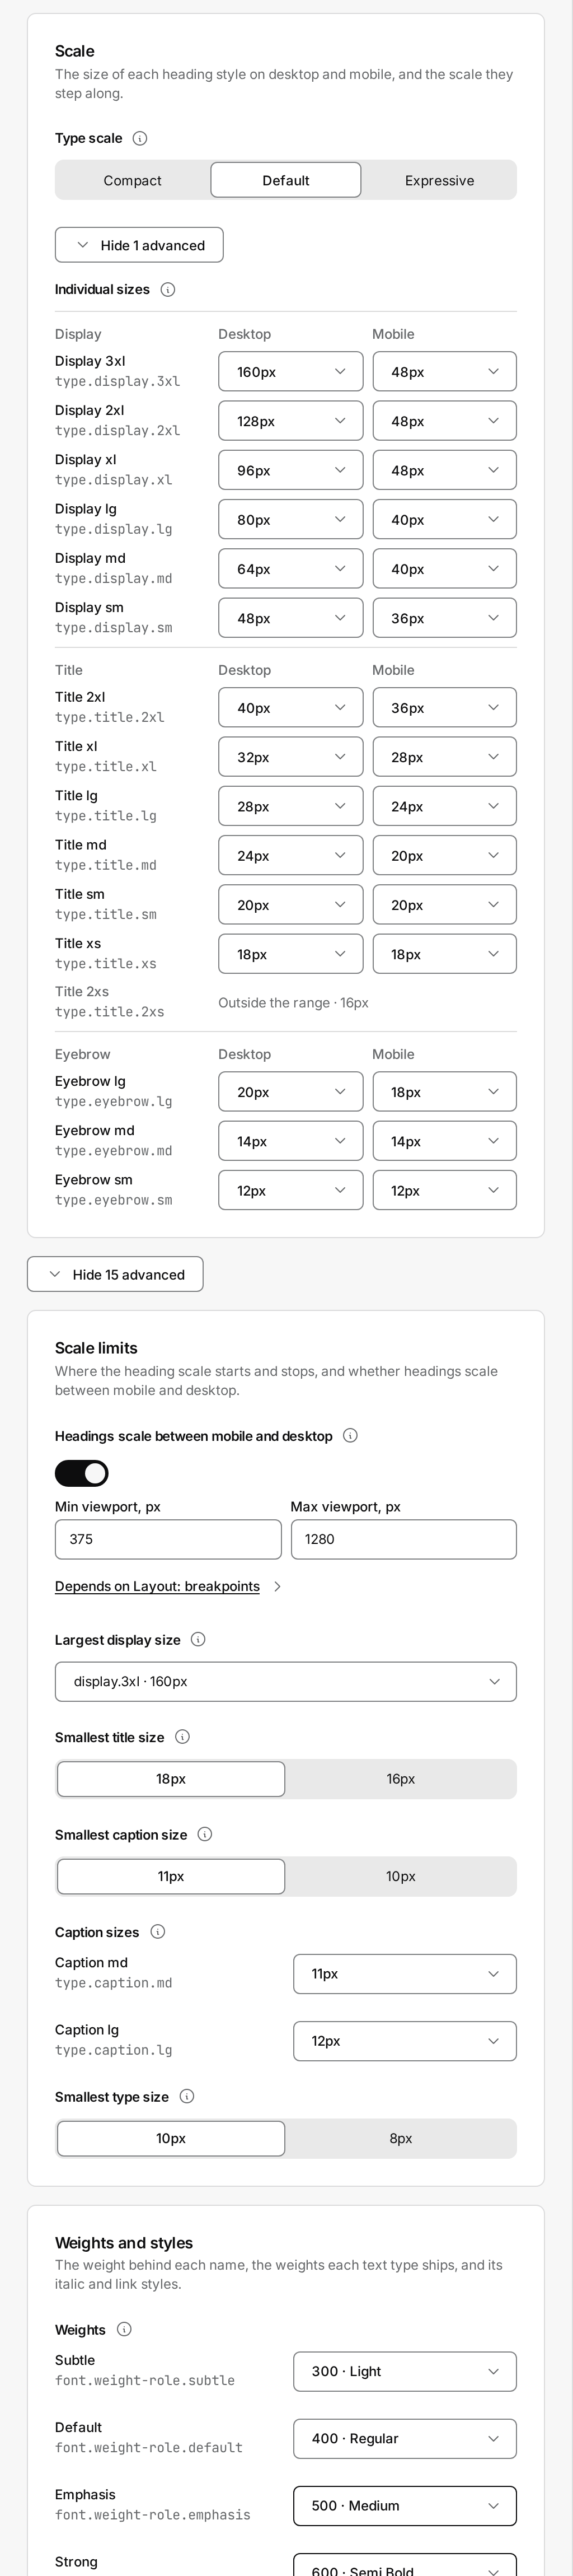 Scale
The size of each heading style on desktop and mobile, and the scale they
step along.
Type scale
Compact Default Expressive
Hide 1 advanced
Individual sizes
Display Desktop Mobile
Display 3xl
type.display.3xl 160px 48px
Display 2xl
type.display.2xl 128px 48px
Display xl
type.display.xl 96px 48px
Display lg
type.display.lg 80px 40px
Display md
type.display.md 64px 40px
Display sm
type.display.sm 48px 36px
Title Desktop Mobile
Title 2xl
type.title.2xl 40px 36px
Title xl
type.title.xl 32px 28px
Title lg
type.title.lg 28px 24px
Title md
type.title.md 24px 20px
Title sm
type.title.sm 20px 20px
Title xs
type.title.xs 18px 18px
Title 2xs
type.title.2xs Outside the range · 16px
Eyebrow Desktop Mobile
Eyebrow lg
type.eyebrow.lg 20px 18px
Eyebrow md
type.eyebrow.md 14px 14px
Eyebrow sm
type.eyebrow.sm 12px 12px
Hide 15 advanced
Scale limits
Where the heading scale starts and stops, and whether headings scale
between mobile and desktop.
Headings scale between mobile and desktop
Min viewport, px Max viewport, px
375 1280
Depends on Layout: breakpoints
Largest display size
display.3xl · 160px
Smallest title size
18px 16px
Smallest caption size
11px 10px
Caption sizes
Caption md
type.caption.md 11px
Caption lg
type.caption.lg 12px
Smallest type size
10px 8px
Weights and styles
The weight behind each name, the weights each text type ships, and its
italic and link styles.
Weights
Subtle
font.weight-role.subtle 300 · Light
Default
font.weight-role.default 400 · Regular
Emphasis
font.weight-role.emphasis 500 · Medium
Strong
600 · Semi Bold